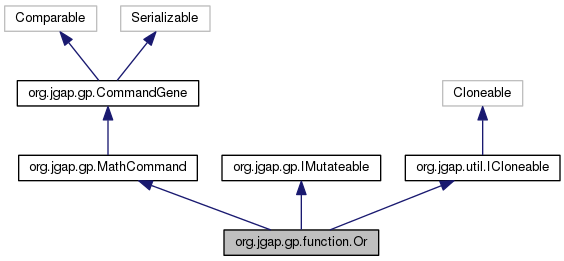 Comparable
Serializable
org.jgap.gp.CommandGene
Cloneable
org.jgap.gp.MathCommand
org.jgap.gp.IMutateable
org.jgap.util.ICloneable
org.jgap.gp.function.Or